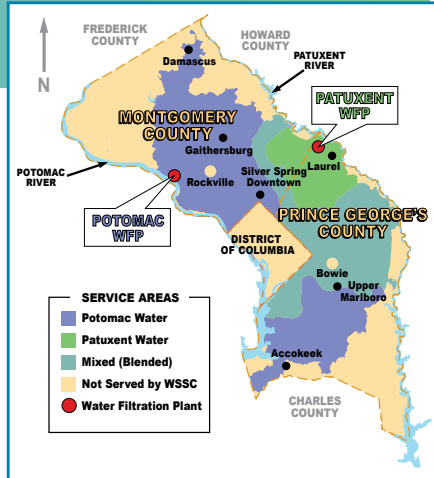 FREDERICK
COUNTY
HOWARD
COUNTY
PATUXENT
RIVER
N
Damascus
PATUXENT
WFP
MONTGOMERY
COUNTY
Gaithersburg
Laurel
POTOMAC
RIVER
Silver Spring
Downtown
Rockville
POTOMAC
WFP
PRINCE GEORGE'S
COUNTY
DISTRICT
OF COLUMBIA
Bowie
Upper
Marlboro
SERVICE AREAS
Potomac Water
Patuxent Water
Mixed (Blended)
Not Served by WSSC
Water Filtration Plant
Accokeek
CHARLES
COUNTY